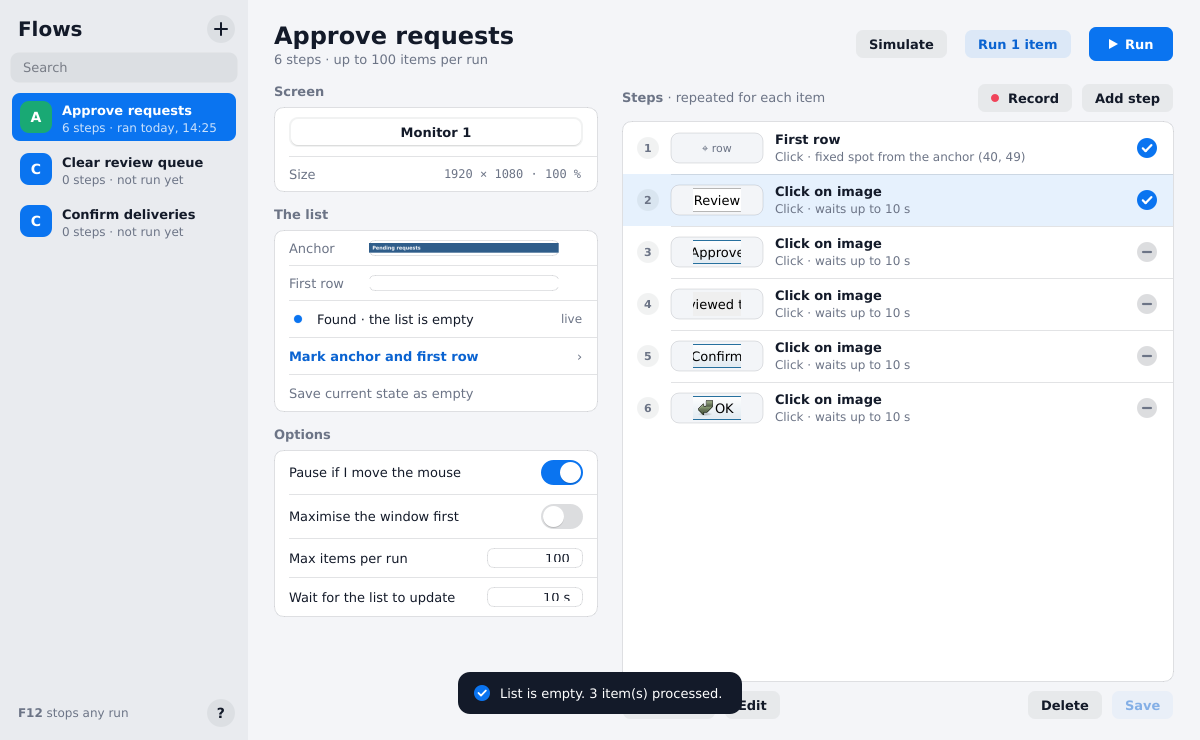 Flows
+
Search
A
Approve requests
6 steps · ran today, 14:25
C
Clear review queue
0 steps · not run yet
C
Confirm deliveries
0 steps · not run yet
F12 stops any run
?
Approve requests
6 steps · up to 100 items per run
Simulate
Run 1 item
Run
Screen
Monitor 1
Size
1920 × 1080 · 100 %
The list
Anchor
Pending requests
First row
Found · the list is empty
live
Mark anchor and first row
›
Save current state as empty
Options
Pause if I move the mouse
Maximise the window first
Max items per run
100
Wait for the list to update
10 s
Steps · repeated for each item
Record
Add step
1
row
First row
Click · fixed spot from the anchor (40, 49)
2
Review
Click on image
Click · waits up to 10 s
3
Approve
Click on image
Click · waits up to 10 s
4
viewed t
Click on image
Click · waits up to 10 s
5
Confirm
Click on image
Click · waits up to 10 s
6
OK
Click on image
Click · waits up to 10 s
List is empty. 3 item(s) processed.
Edit
Delete
Save